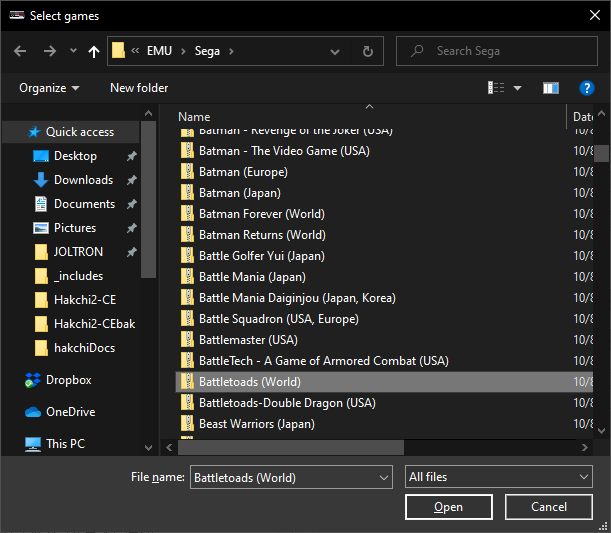 Select games
« EMU › Sega ›
Search Sega
Organize
New folder
?
Name
Date
Quick access
Desktop
Downloads
Documents
Pictures
JOLTRON
_includes
Hakchi2-CE
Hakchi2-CEbak
hakchiDocs
Dropbox
OneDrive
This PC
Batman - Revenge of the Joker (USA) 10/8
Batman - The Video Game (USA) 10/8
Batman (Europe) 10/8
Batman (Japan) 10/8
Batman Forever (World) 10/8
Batman Returns (World) 10/8
Battle Golfer Yui (Japan) 10/8
Battle Mania (Japan) 10/8
Battle Mania Daiginjou (Japan, Korea) 10/8
Battle Squadron (USA, Europe) 10/8
Battlemaster (USA) 10/8
BattleTech - A Game of Armored Combat (USA) 10/8
Battletoads (World) 10/8
Battletoads-Double Dragon (USA) 10/8
Beast Warriors (Japan) 10/8
File name: Battletoads (World)
All files
Open
Cancel